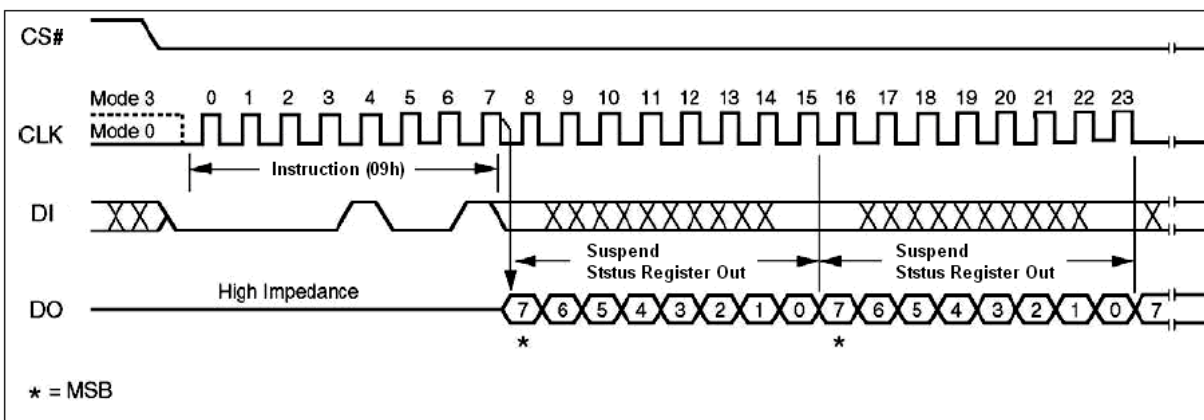 CS#
Mode 3 0 1 2 3 4 5 6 7 8 9 10 11 12 13 14 15 16 17 18 19 20 21 22 23
CLK Mode 0
Instruction (09h)
DI
Suspend Suspend
Ststus Register Out Ststus Register Out
High Impedance
DO 7 6 5 4 3 2 1 0 7 6 5 4 3 2 1 0 7
* *
* = MSB